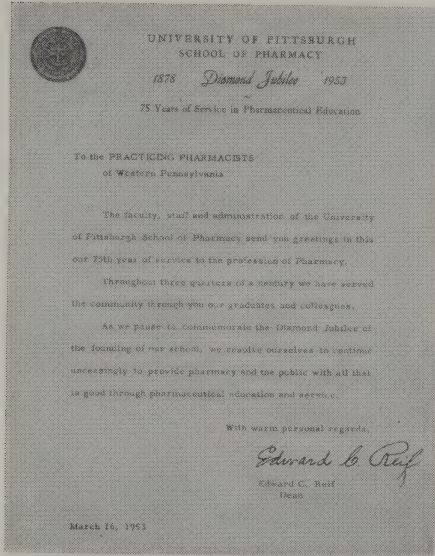 UNIVERSITY OF PITTSBURGH
SCHOOL OF PHARMACY
1878 Diamond Jubilee 1953
75 Years of Service in Pharmaceutical Education
To the PRACTICING PHARMACISTS
of Western Pennsylvania
The faculty, staff and administration of the University
of Pittsburgh School of Pharmacy send you greetings in this
our 75th year of service to the profession of Pharmacy.
Throughout three quarters of a century we have served
the community through you our graduates and colleagues.
As we pause to commemorate the Diamond Jubilee of
the founding of our school, we resolve ourselves to continue
unceasingly to provide pharmacy and the public with all that
is good through pharmaceutical education and service.
With warm personal regards,
Edward C. Reif
Edward C. Reif
Dean
March 16, 1953